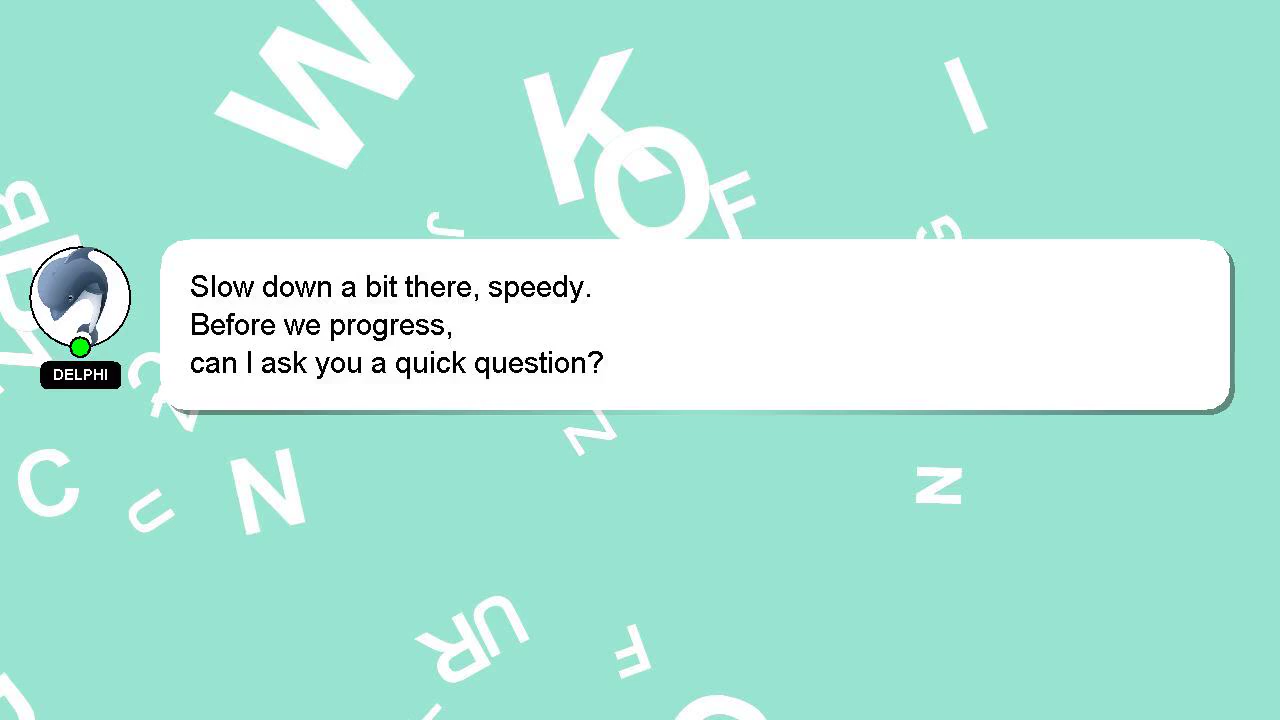 W
K
I
O
F
B
J
G
D
Slow down a bit there, speedy.
Before we progress,
can I ask you a quick question?
DELPHI
C
Z
N
C
N
U
N
U
R
F